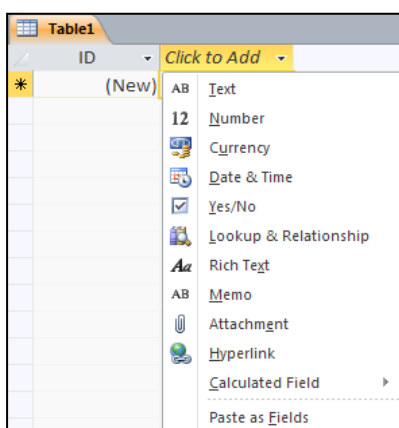 Table1
ID Click to Add
(New)
AB Text
12 Number
Currency
Date & Time
Yes/No
Lookup & Relationship
Aa Rich Text
AB Memo
Attachment
Hyperlink
Calculated Field
Paste as Fields